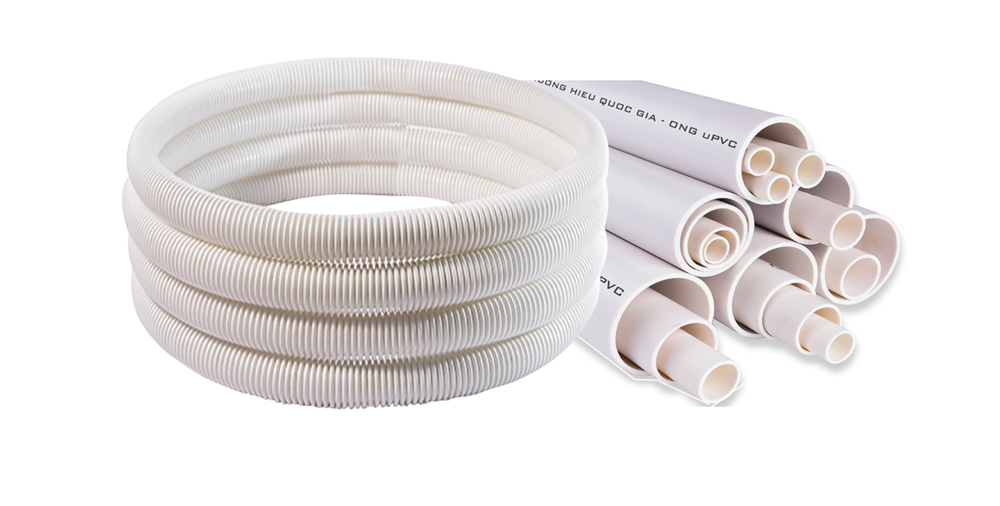 HIEU QUOC GIA - ONG uPVC
PVC